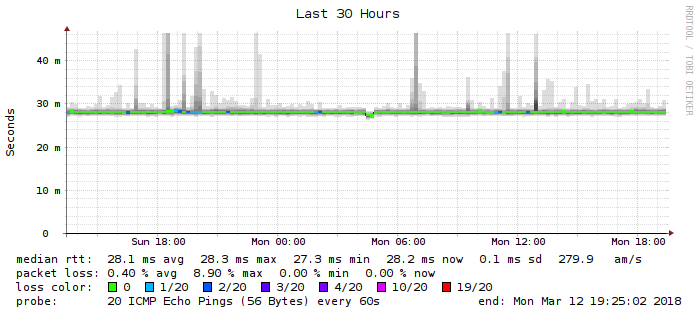 Last 30 Hours
RRDTOOL / TOBI OETIKER
Seconds
40 m
30 m
20 m
10 m
0
Sun 18:00 Mon 00:00 Mon 06:00 Mon 12:00 Mon 18:00
median rtt: 28.1 ms avg 28.3 ms max 27.3 ms min 28.2 ms now 0.1 ms sd 279.9 am/s
packet loss: 0.40 % avg 8.90 % max 0.00 % min 0.00 % now
loss color: 0 1/20 2/20 3/20 4/20 10/20 19/20
probe: 20 ICMP Echo Pings (56 Bytes) every 60s end: Mon Mar 12 19:25:02 2018